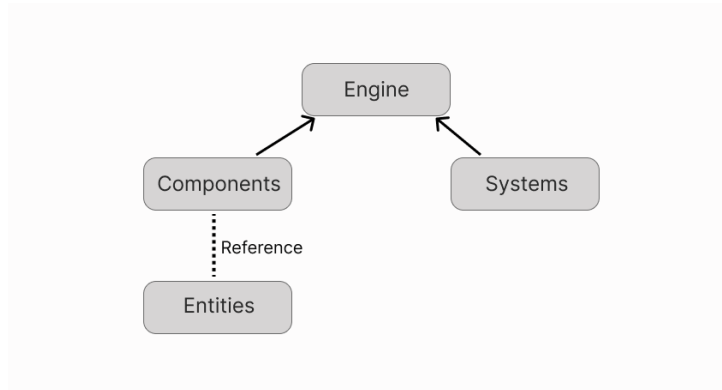 Engine
Components
Systems
Reference
Entities